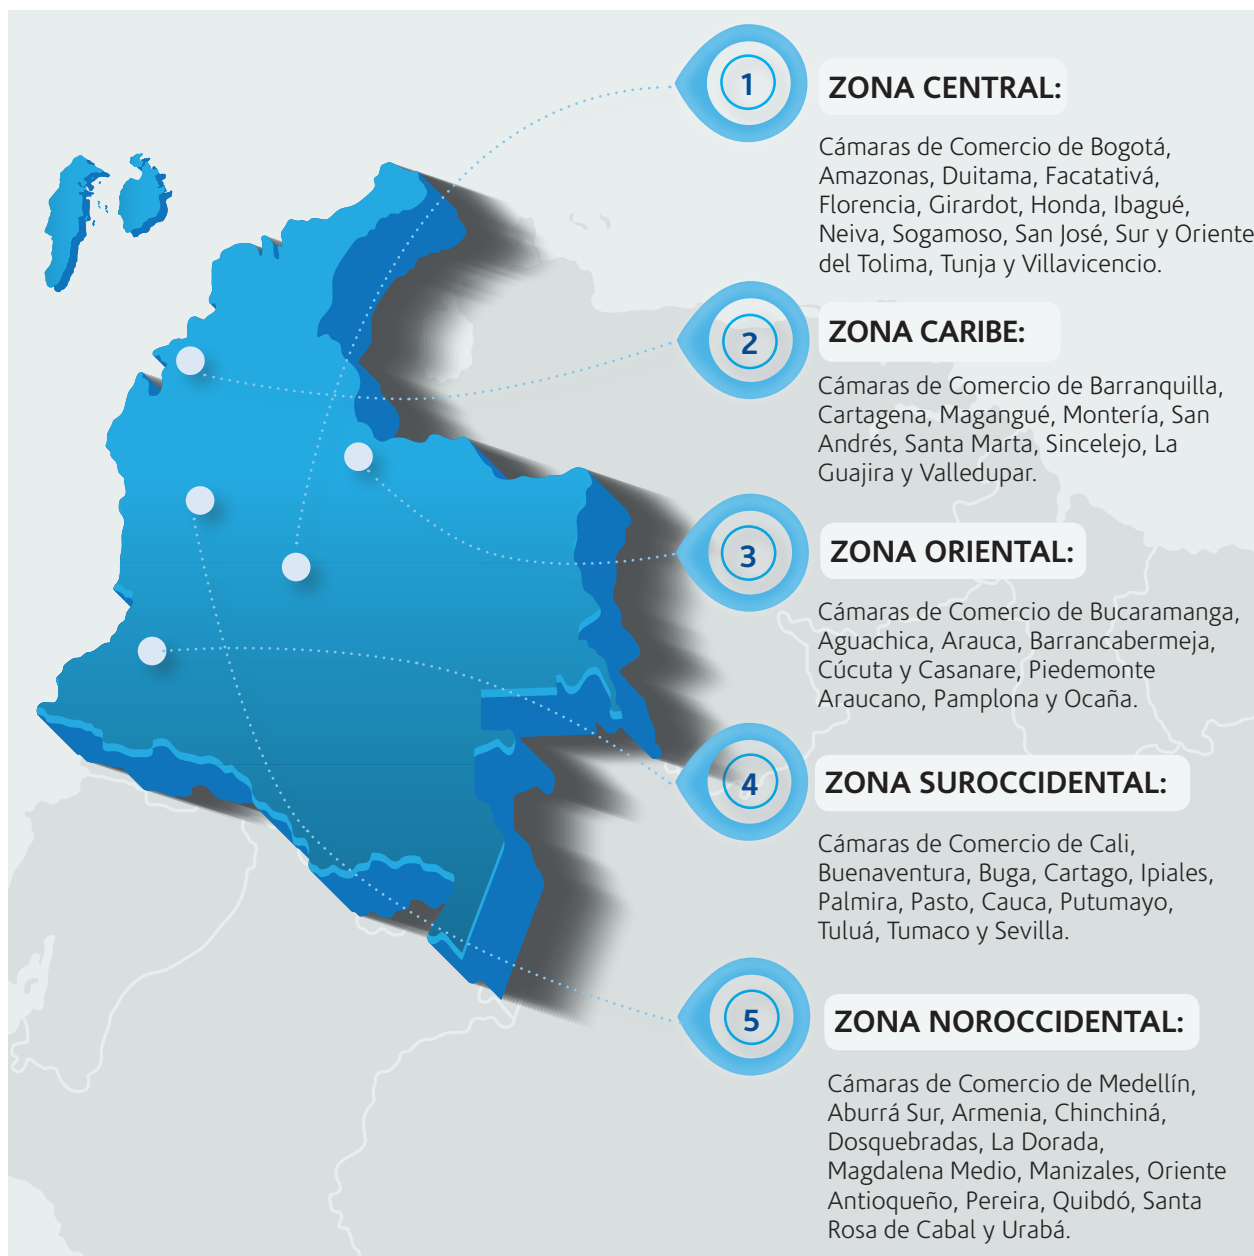 1
ZONA CENTRAL:
Cámaras de Comercio de Bogotá,
Amazonas, Duitama, Facatativá,
Florencia, Girardot, Honda, Ibagué,
Neiva, Sogamoso, San José, Sur y Oriente
del Tolima, Tunja y Villavicencio.
2
ZONA CARIBE:
Cámaras de Comercio de Barranquilla,
Cartagena, Magangué, Montería, San
Andrés, Santa Marta, Sincelejo, La
Guajira y Valledupar.
3
ZONA ORIENTAL:
Cámaras de Comercio de Bucaramanga,
Aguachica, Arauca, Barrancabermeja,
Cúcuta y Casanare, Piedemonte
Araucano, Pamplona y Ocaña.
4
ZONA SUROCCIDENTAL:
Cámaras de Comercio de Cali,
Buenaventura, Buga, Cartago, Ipiales,
Palmira, Pasto, Cauca, Putumayo,
Tuluá, Tumaco y Sevilla.
5
ZONA NOROCCIDENTAL:
Cámaras de Comercio de Medellín,
Aburrá Sur, Armenia, Chinchiná,
Dosquebradas, La Dorada,
Magdalena Medio, Manizales, Oriente
Antioqueño, Pereira, Quibdó, Santa
Rosa de Cabal y Urabá.